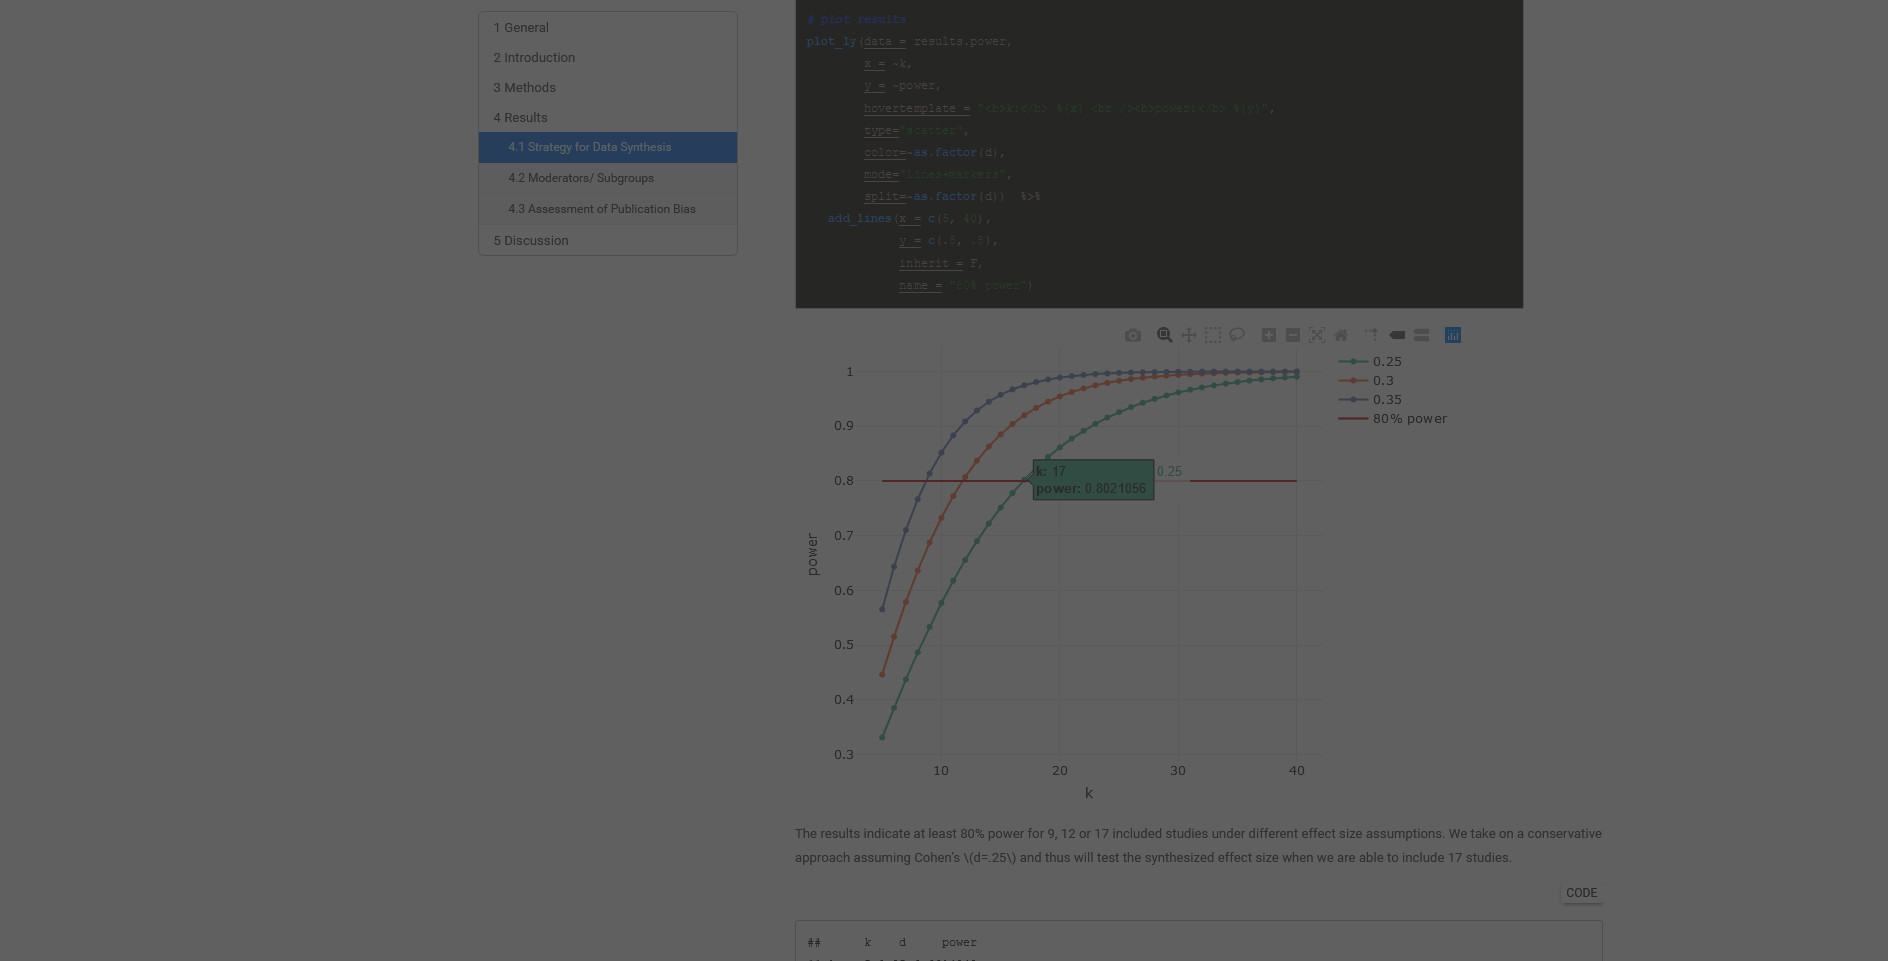 1 General
2 Introduction
3 Methods
4 Results
4.1 Strategy for Data Synthesis
4.2 Moderators/ Subgroups
4.3 Assessment of Publication Bias
5 Discussion
# plot results
plot_ly(data = results.power,
x = ~k,
y = ~power,
hovertemplate = "<b>k:</b> %{x} <br /><b>power:</b> %{y}",
type="scatter",
color=~as.factor(d),
mode="lines+markers",
split=~as.factor(d)) %>%
add_lines(x = c(5, 40),
y = c(.8, .8),
inherit = F,
name = "80% power")
0.25
0.3
0.35
80% power
1
0.9
0.8
0.7
0.6
0.5
0.4
0.3
power
k: 17
power: 0.8021056
0.25
10 20 30 40
k
The results indicate at least 80% power for 9, 12 or 17 included studies under different effect size assumptions. We take on a conservative
approach assuming Cohen's \(d=.25\) and thus will test the synthesized effect size when we are able to include 17 studies.
CODE
## k d power